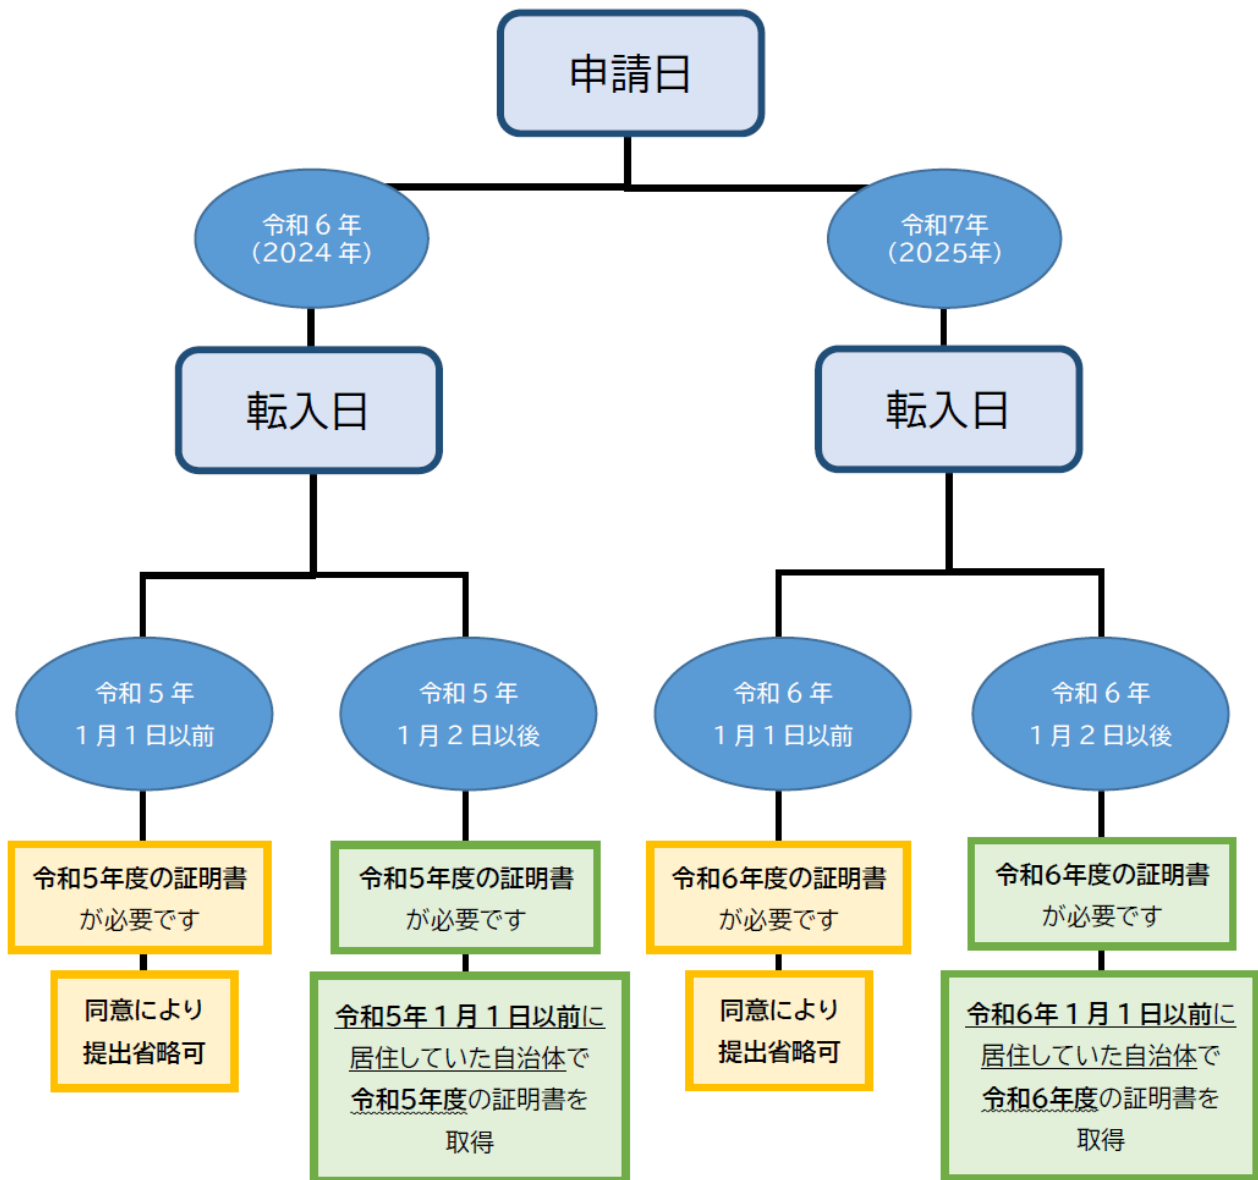 申請日
令和６年
（2024 年）
令和7年
（2025年）
転入日
転入日
令和５年
１月１日以前
令和５年
１月２日以後
令和６年
１月１日以前
令和６年
１月２日以後
令和5年度の証明書
が必要です
令和5年度の証明書
が必要です
令和6年度の証明書
が必要です
令和6年度の証明書
が必要です
同意により
提出省略可
令和5年１月１日以前に
居住していた自治体で
令和5年度の証明書を
取得
同意により
提出省略可
令和6年１月１日以前に
居住していた自治体で
令和6年度の証明書を
取得